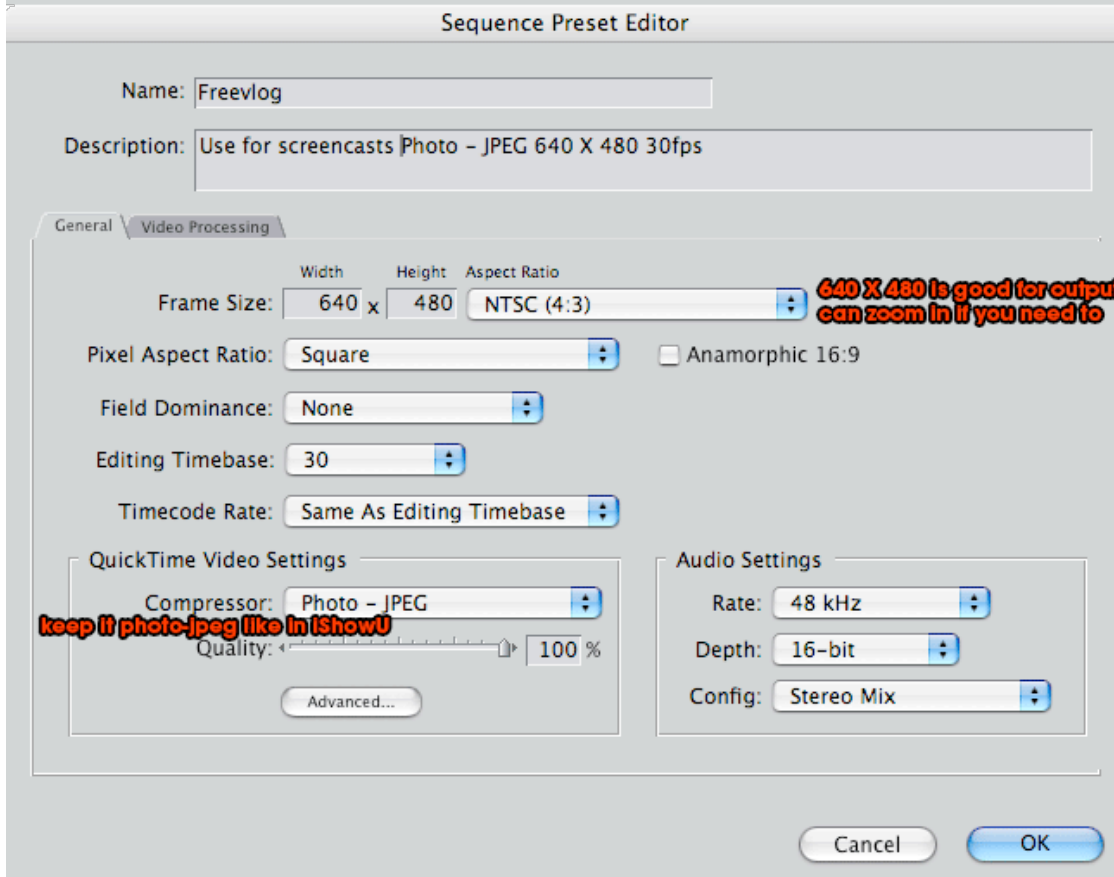 Sequence Preset Editor
Name: Freevlog
Description: Use for screencasts Photo - JPEG 640 X 480 30fps
General Video Processing
Width Height Aspect Ratio
Frame Size: 640 x 480 NTSC (4:3)
640 X 480 is good for output
can zoom in if you need to
Pixel Aspect Ratio: Square Anamorphic 16:9
Field Dominance: None
Editing Timebase: 30
Timecode Rate: Same As Editing Timebase
QuickTime Video Settings
Compressor: Photo - JPEG
keep it photo-jpeg like in iShowU
Quality: 100 %
Advanced...
Audio Settings
Rate: 48 kHz
Depth: 16-bit
Config: Stereo Mix
Cancel OK